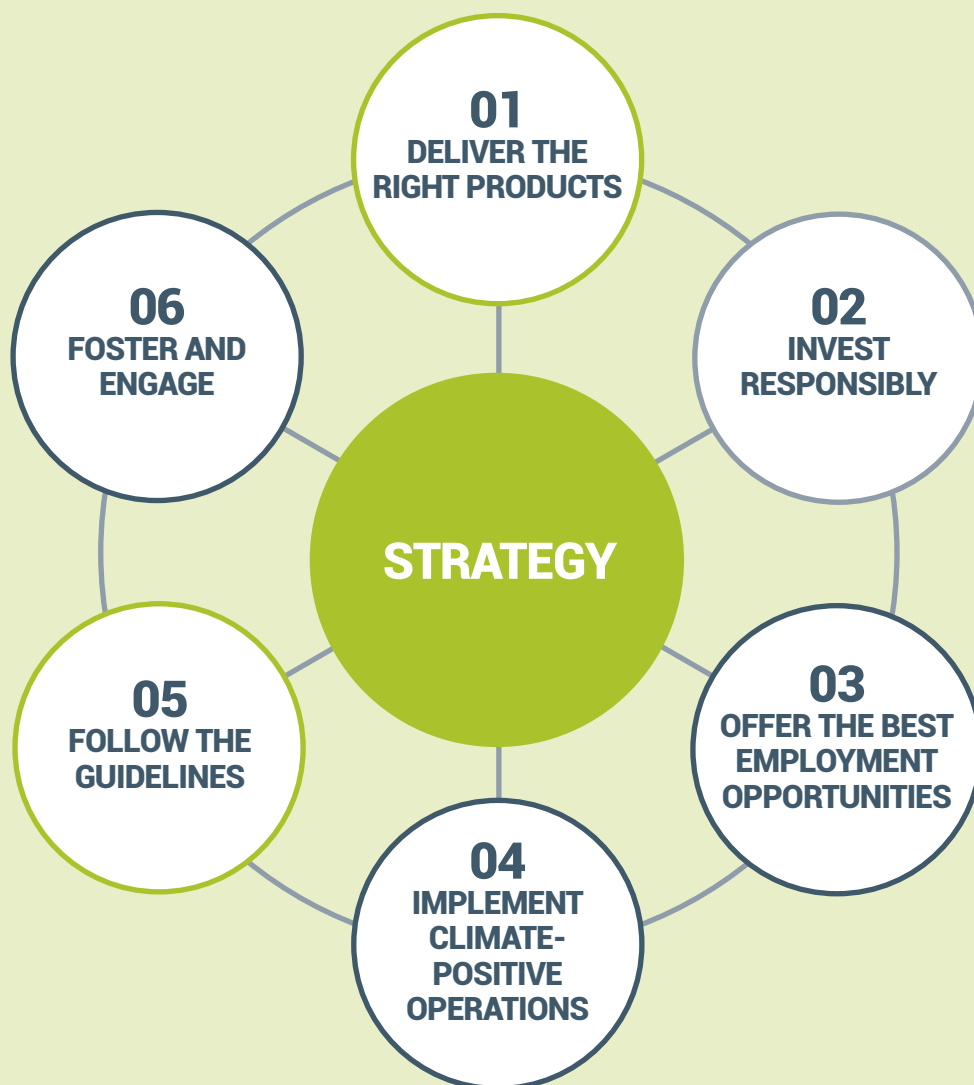 01
DELIVER THE
RIGHT PRODUCTS
02
INVEST
RESPONSIBLY
03
OFFER THE BEST
EMPLOYMENT
OPPORTUNITIES
04
IMPLEMENT
CLIMATE-
POSITIVE
OPERATIONS
05
FOLLOW THE
GUIDELINES
06
FOSTER AND
ENGAGE
STRATEGY